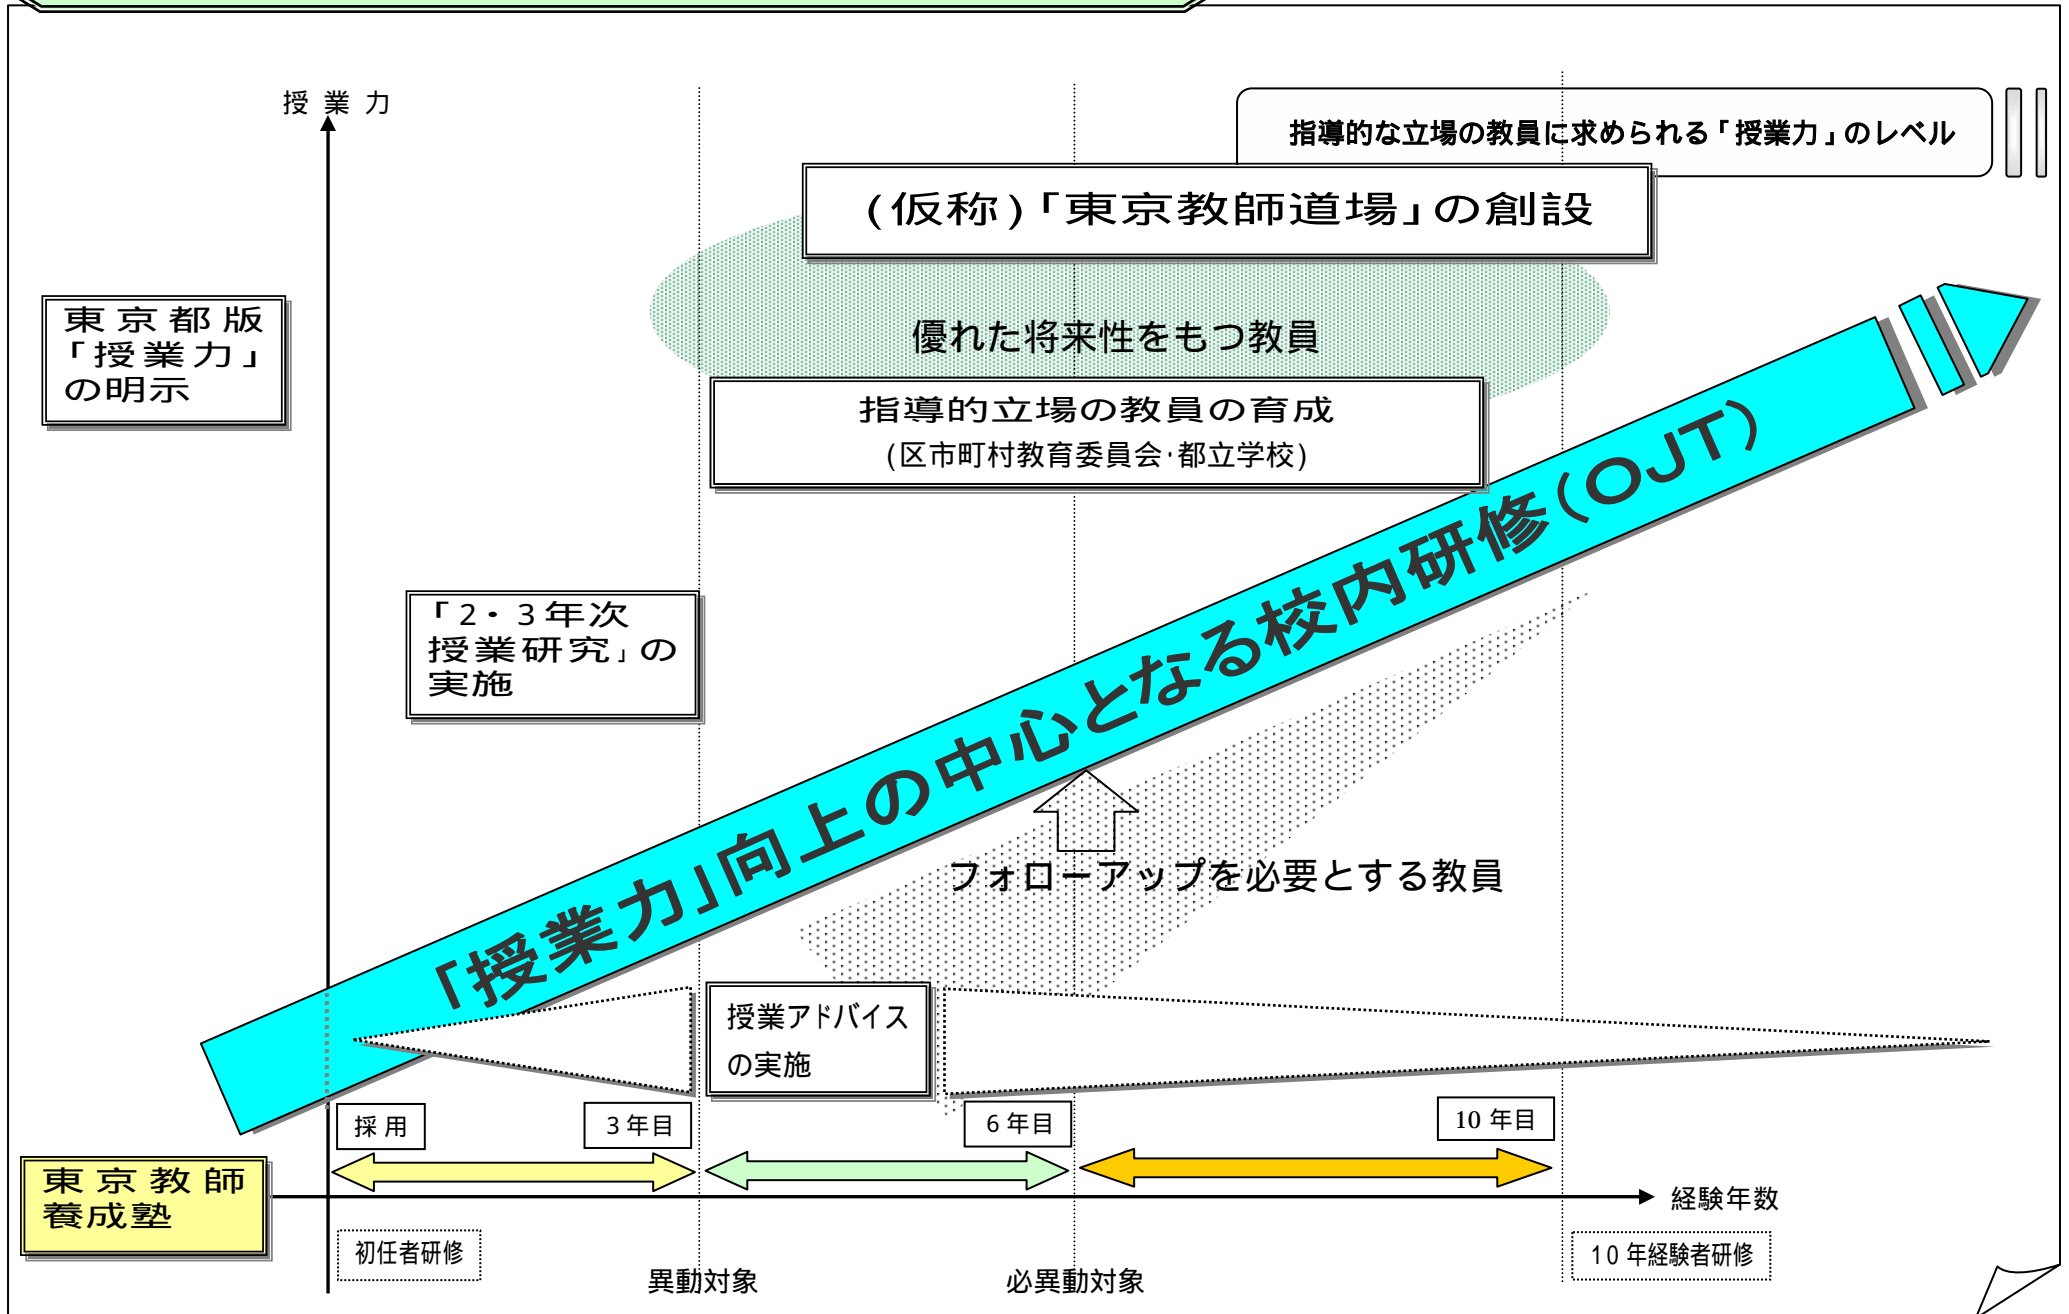 授業力
指導的な立場の教員に求められる「授業力」のレベル
(仮称)「東京教師道場」の創設
東京都版
「授業力」
の明示
優れた将来性をもつ教員
指導的立場の教員の育成
(区市町村教育委員会・都立学校)
「授業力」向上の中心となる校内研修(OJT)
「2・3年次
授業研究」の
実施
フォローアップを必要とする教員
授業アドバイス
の実施
採用
3年目
6年目
10年目
東京教師
養成塾
経験年数
初任者研修
10年経験者研修
異動対象
必異動対象